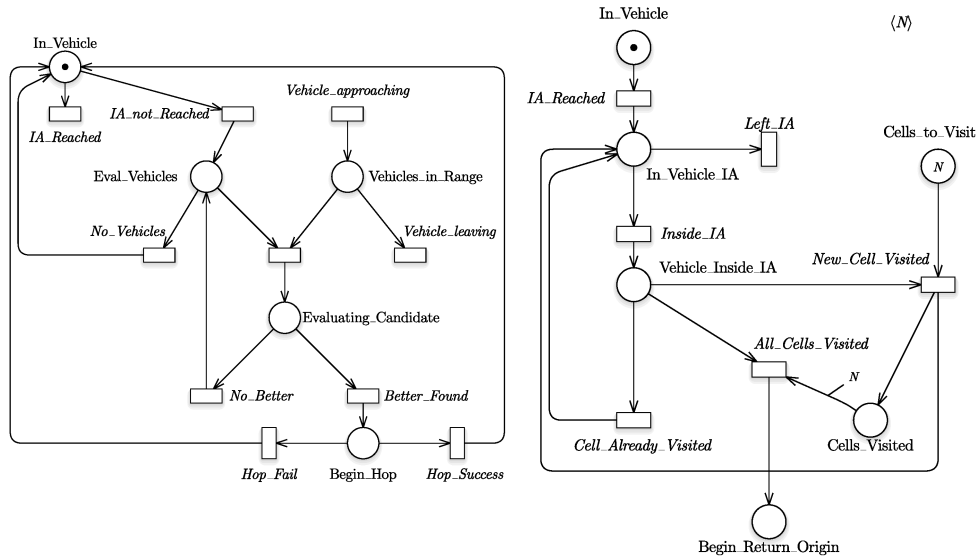 In_Vehicle
IA_Reached
IA_not_Reached
Vehicle_approaching
Eval_Vehicles
Vehicles_in_Range
No_Vehicles
Vehicle_leaving
Evaluating_Candidate
No_Better
Better_Found
Hop_Fail
Begin_Hop
Hop_Success
In_Vehicle
⟨N⟩
IA_Reached
Left_IA
In_Vehicle_IA
Cells_to_Visit
N
Inside_IA
Vehicle_Inside_IA
New_Cell_Visited
All_Cells_Visited
N
Cell_Already_Visited
Cells_Visited
Begin_Return_Origin